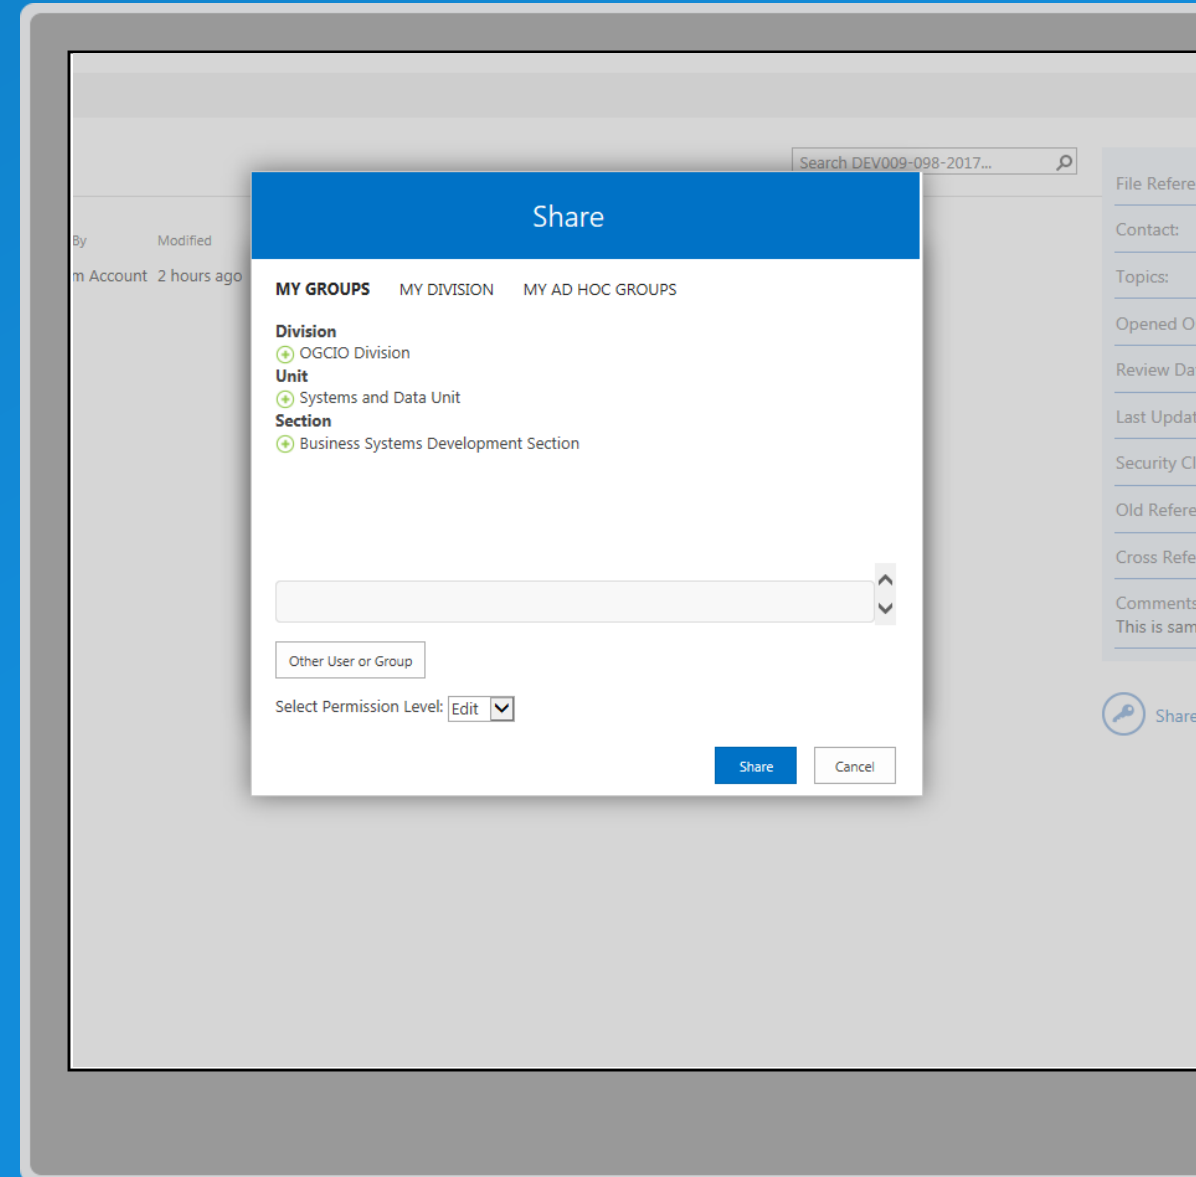 Search DEV009-098-2017...
By Modified
m Account 2 hours ago
Share
MY GROUPS MY DIVISION MY AD HOC GROUPS
Division
OGCIO Division
Unit
Systems and Data Unit
Section
Business Systems Development Section
Other User or Group
Select Permission Level: Edit
Share Cancel
File Refere
Contact:
Topics:
Opened O
Review Da
Last Updat
Security Cl
Old Refere
Cross Refe
Comments
This is sam
Share